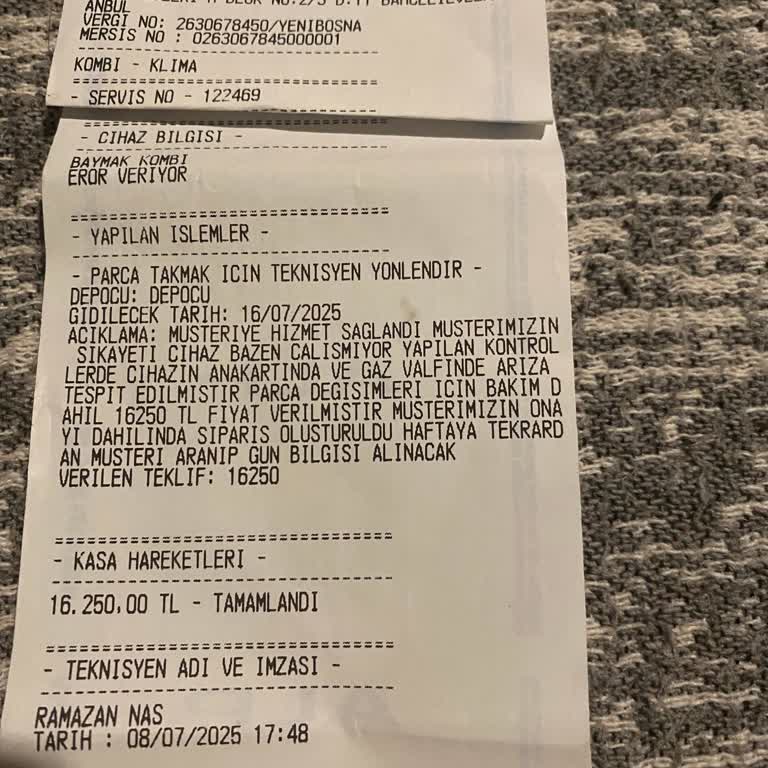 ANBUL
VERGI NO: 2630678450/YENIBOSNA
MERSIS NO : 0263067845000001
KOMBI - KLIMA
- SERVIS NO - 122469
- CIHAZ BILGISI -
BAYMAK KOMBI
EROR VERIYOR
- YAPILAN ISLEMLER -
- PARCA TAKMAK ICIN TEKNISYEN YONLENDIR -
DEPOCU: DEPOCU
GIDILECEK TARIH: 16/07/2025
ACIKLAMA: MUSTERIYE HIZMET SAGLANDI MUSTERIMIZIN
SIKAYETI CIHAZ BAZEN CALISMIYOR YAPILAN KONTROL
LERDE CIHAZIN ANAKARTINDA VE GAZ VALFINDE ARIZA
TESPIT EDILMISTIR PARCA DEGISIMLERI ICIN BAKIM D
AHIL 16250 TL FIYAT VERILMISTIR MUSTERIMIZIN ONA
YI DAHILINDA SIPARIS OLUSTURULDU HAFTAYA TEKRARD
AN MUSTERI ARANIP GUN BILGISI ALINACAK
VERILEN TEKLIF: 16250
- KASA HAREKETLERI -
16.250,00 TL - TAMAMLANDI
- TEKNISYEN ADI VE IMZASI -
RAMAZAN NAS
TARIH : 08/07/2025 17:48